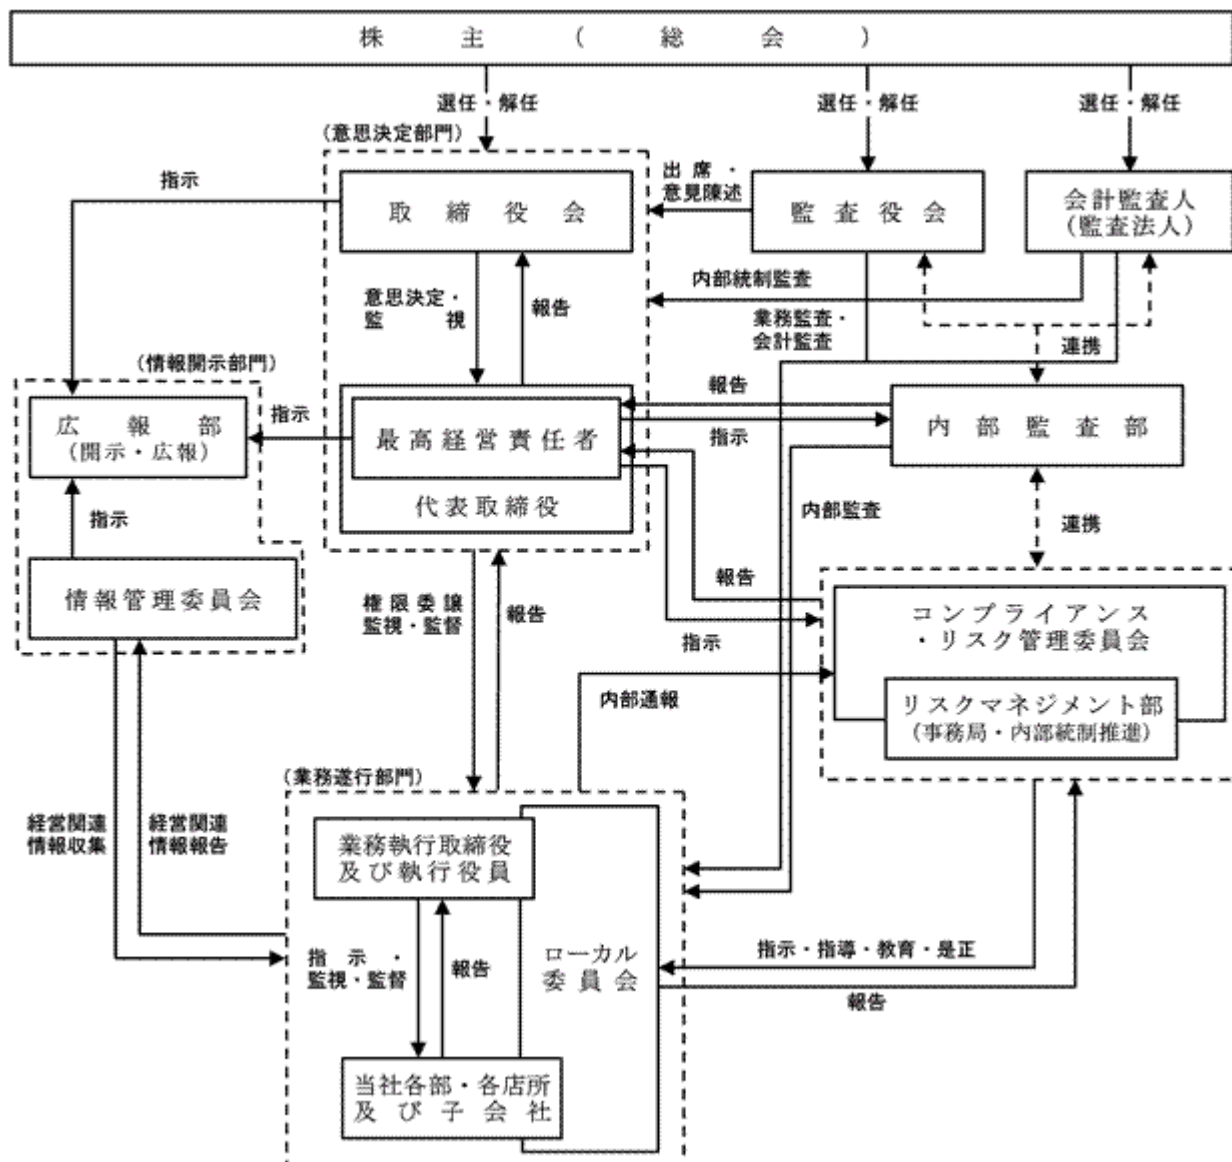 株主（総会）
選任・解任
選任・解任
選任・解任
（意思決定部門）
指示
取締役会
出席・
意見陳述
監査役会
会計監査人
（監査法人）
意思決定・
監視
報告
内部統制監査
業務監査・
会計監査
連携
（情報開示部門）
広報部
（開示・広報）
指示
最高経営責任者
代表取締役
報告
指示
内部監査部
指示
内部監査
連携
情報管理委員会
権限委譲
監視・監督
報告
報告
指示
コンプライアンス
・リスク管理委員会
リスクマネジメント部
（事務局・内部統制推進）
内部通報
（業務遂行部門）
経営関連
情報収集
経営関連
情報報告
業務執行取締役
及び執行役員
指示・
監視・監督
報告
ローカル
委員会
指示・指導・教育・是正
報告
当社各部・各店所
及び子会社